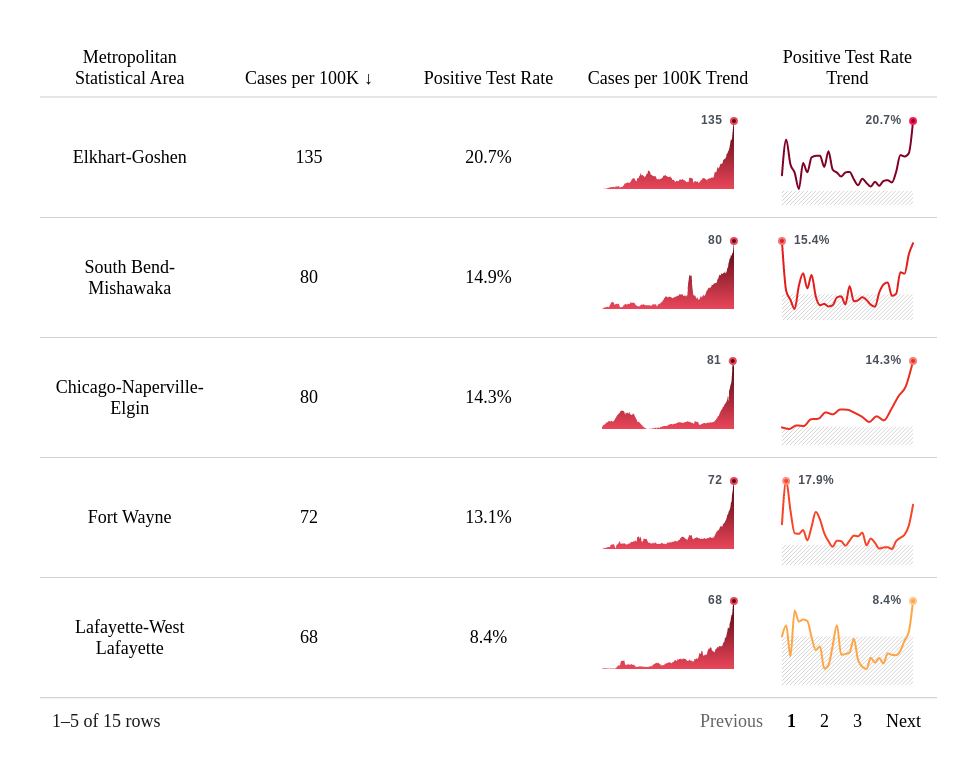 Metropolitan
Statistical Area
Cases per 100K ↓
Positive Test Rate
Cases per 100K Trend
Positive Test Rate
Trend
Elkhart-Goshen
135
20.7%
135
20.7%
South Bend-
Mishawaka
80
14.9%
80
15.4%
Chicago-Naperville-
Elgin
80
14.3%
81
14.3%
Fort Wayne
72
13.1%
72
17.9%
Lafayette-West
Lafayette
68
8.4%
68
8.4%
1–5 of 15 rows
Previous 1 2 3 Next